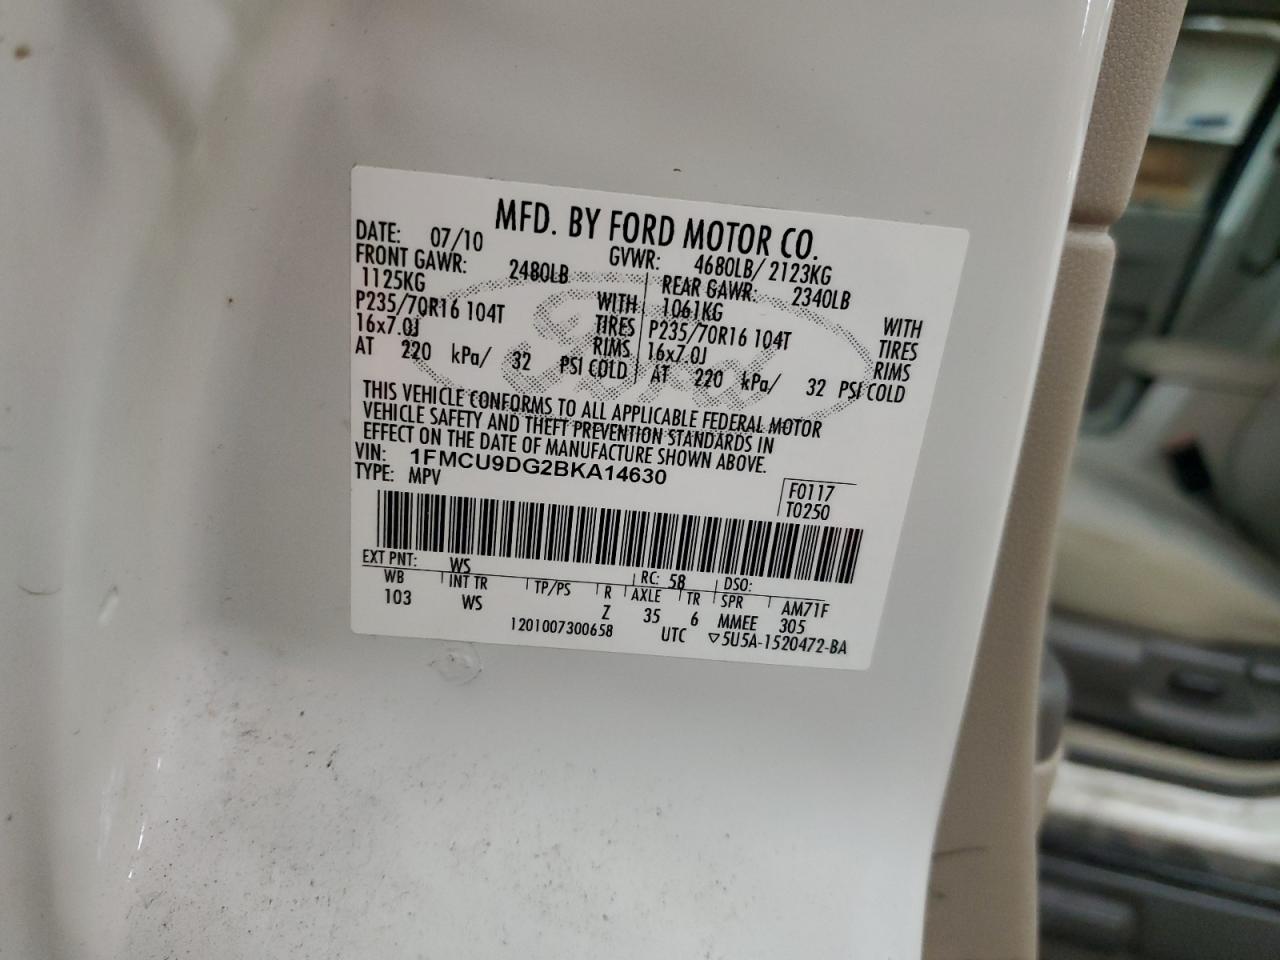 MFD. BY FORD MOTOR CO.
DATE: 07/10 GVWR: 4680LB/ 2123KG
FRONT GAWR: 2480LB REAR GAWR: 2340LB
1125KG WITH 1061KG WITH
P235/70R16 104T TIRES P235/70R16 104T TIRES
16x7.0J RIMS 16x7.0J RIMS
AT 220 kPa/ 32 PSI COLD AT 220 kPa/ 32 PSI COLD
THIS VEHICLE CONFORMS TO ALL APPLICABLE FEDERAL MOTOR
VEHICLE SAFETY AND THEFT PREVENTION STANDARDS IN
EFFECT ON THE DATE OF MANUFACTURE SHOWN ABOVE.
VIN: 1FMCU9DG2BKA14630
TYPE: MPV
F0117
T0250
EXT PNT: WS RC: 58 DSO:
WB INT TR TP/PS R AXLE TR SPR AM71F
103 WS Z 35 6 MMEE 305
1201007300658 UTC ▽5U5A-1520472-BA
Ford